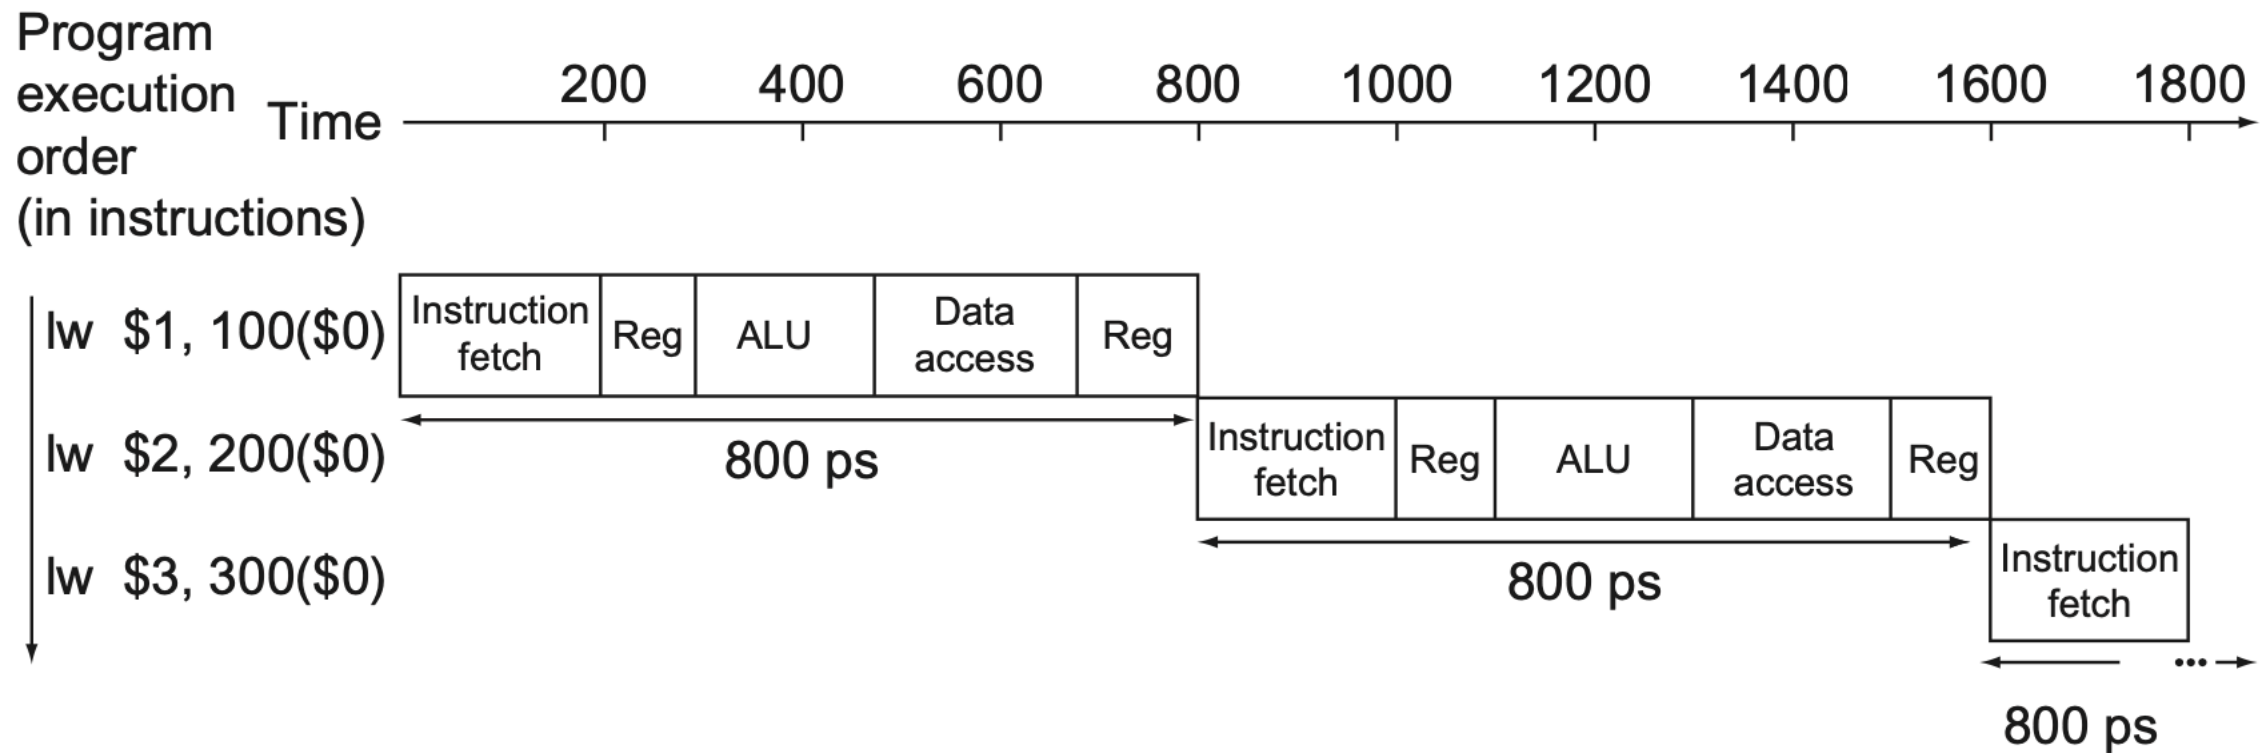 Program
execution
order
(in instructions)
Time
200 400 600 800 1000 1200 1400 1600 1800
lw $1, 100($0)
Instruction
fetch
Reg
ALU
Data
access
Reg
800 ps
lw $2, 200($0)
Instruction
fetch
Reg
ALU
Data
access
Reg
800 ps
lw $3, 300($0)
Instruction
fetch
...
800 ps